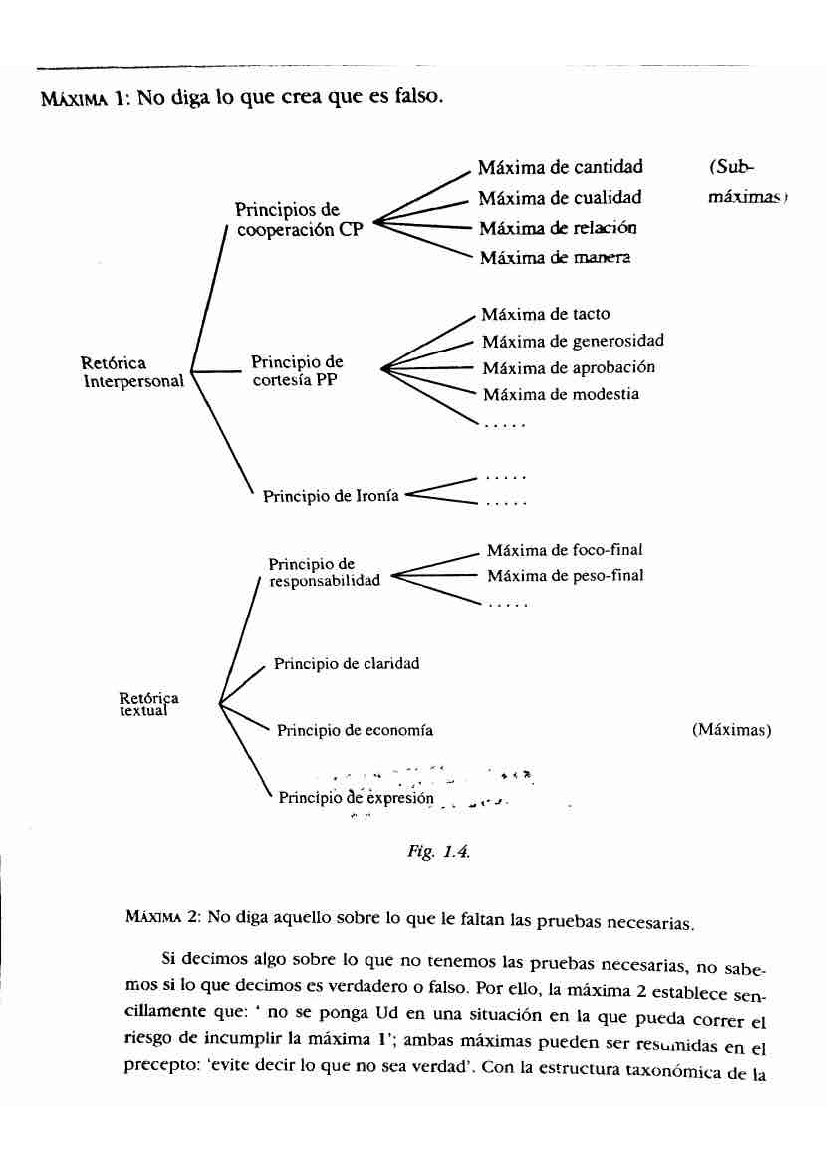 MÁXIMA 1: No diga lo que crea que es falso.
Máxima de cantidad (Sub-
Principios de Máxima de cualidad máximas)
cooperación CP Máxima de relación
Máxima de manera
Máxima de tacto
Máxima de generosidad
Retórica Principio de Máxima de aprobación
Interpersonal cortesía PP Máxima de modestia
. . . . .
. . . . .
Principio de Ironía . . . . .
Máxima de foco-final
Principio de
responsabilidad Máxima de peso-final
. . . . .
Principio de claridad
Retórica
textual
Principio de economía (Máximas)
Principio de expresión
Fig. 1.4.
MÁXIMA 2: No diga aquello sobre lo que le faltan las pruebas necesarias.
Si decimos algo sobre lo que no tenemos las pruebas necesarias, no sabe-
mos si lo que decimos es verdadero o falso. Por ello, la máxima 2 establece sen-
cillamente que: ‘ no se ponga Ud en una situación en la que pueda correr el
riesgo de incumplir la máxima 1’; ambas máximas pueden ser resumidas en el
precepto: ‘evite decir lo que no sea verdad’. Con la estructura taxonómica de la